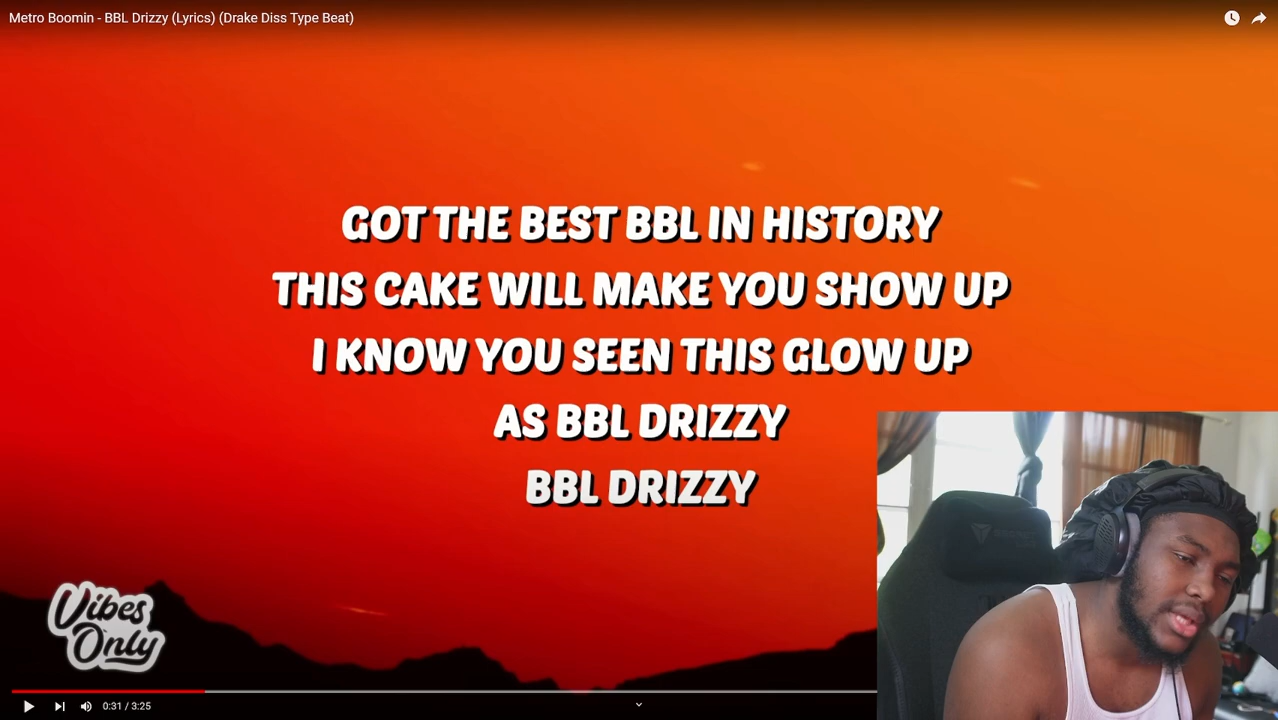 Metro Boomin - BBL Drizzy (Lyrics) (Drake Diss Type Beat)
GOT THE BEST BBL IN HISTORY
THIS CAKE WILL MAKE YOU SHOW UP
I KNOW YOU SEEN THIS GLOW UP
AS BBL DRIZZY
BBL DRIZZY
Vibes
Only
0:31 / 3:25